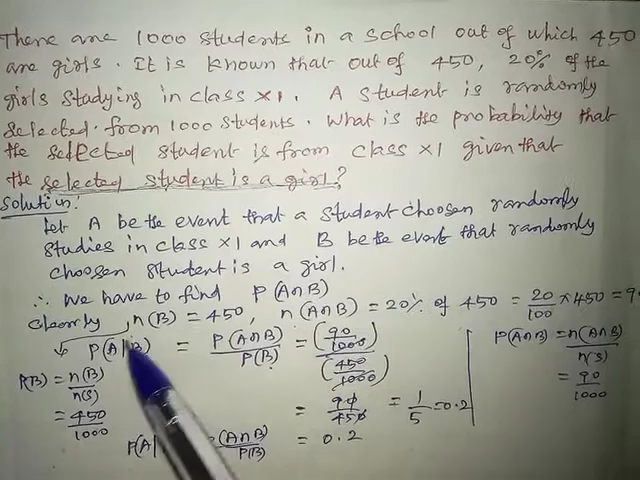 There are 1000 students in a school out of which 450
are girls. It is known that out of 450, 20% of the
girls studying in class XI. A student is randomly
selected from 1000 students. What is the probability that
the selected student is from class XI given that
the selected student is a girl?
Solution:
Let A be the event that a student choosen randomly
studies in class XI and B be the event that randomly
choosen student is a girl.
∴ We have to find P(A∩B)
Clearly n(B) = 450, n(A∩B) = 20% of 450 = 20/100 × 450 = 9
P(A|B) = P(A∩B)/P(B) = (90/1000)/(450/1000)
P(A∩B) = n(A∩B)/n(S)
P(B) = n(B)/n(S)
= 90/1000
= 450/1000
= 90/450 = 1/5 = 0.2
P(A| (A∩B)/P(B) = 0.2